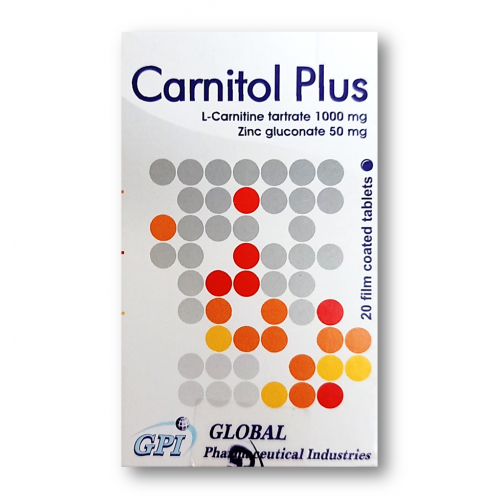 Carnitol Plus
L-Carnitine tartrate 1000 mg
Zinc gluconate 50 mg
20 film coated tablets
GPI
GLOBAL
Pharmaceutical Industries